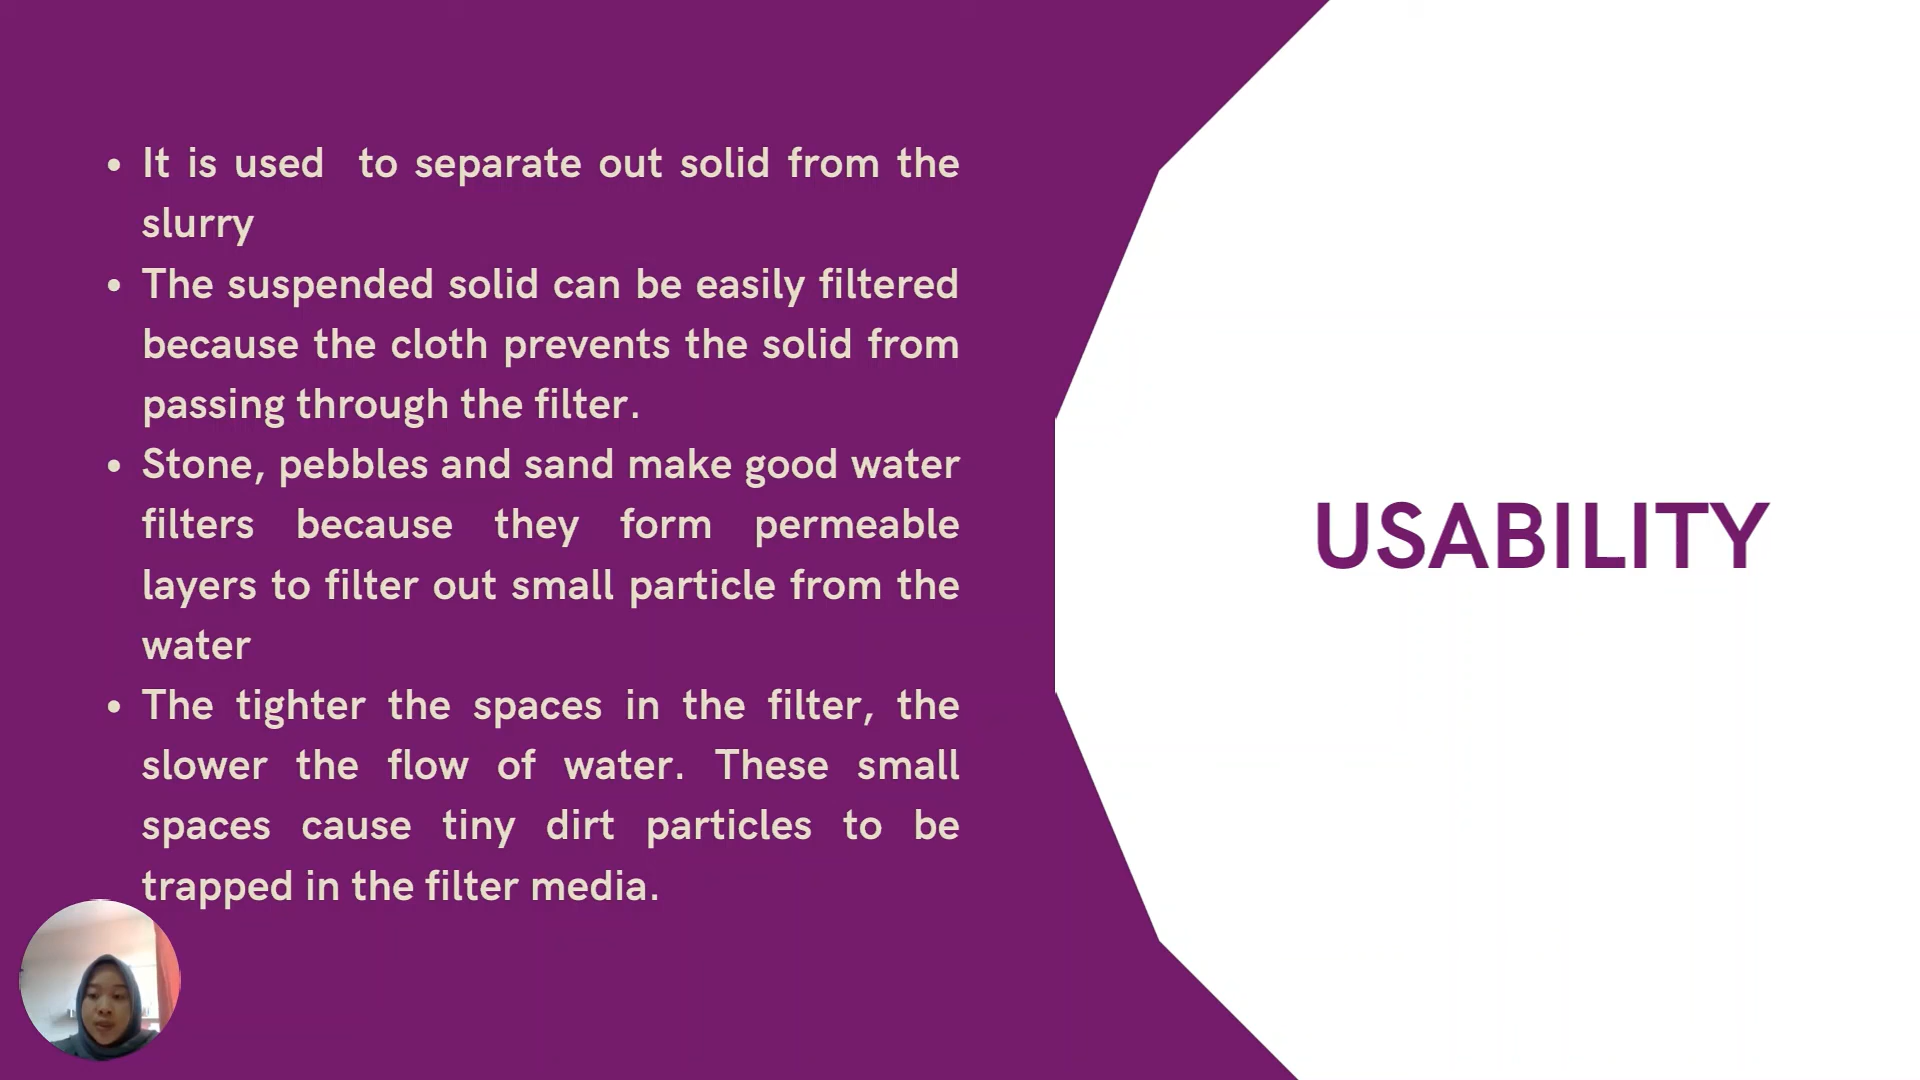 • It is used  to separate out solid from the
slurry
• The suspended solid can be easily filtered
because the cloth prevents the solid from
passing through the filter.
• Stone, pebbles and sand make good water
filters because they form permeable
layers to filter out small particle from the
water
• The tighter the spaces in the filter, the
slower the flow of water. These small
spaces cause tiny dirt particles to be
trapped in the filter media.
USABILITY